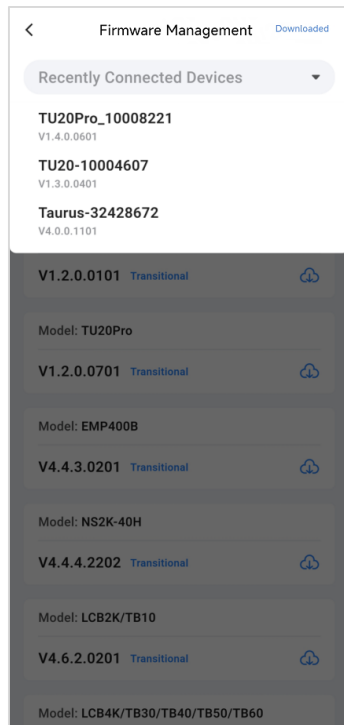 Firmware Management
Downloaded
Recently Connected Devices
TU20Pro_10008221
V1.4.0.0601
TU20-10004607
V1.3.0.0401
Taurus-32428672
V4.0.0.1101
V1.2.0.0101 Transitional
Model: TU20Pro
V1.2.0.0701 Transitional
Model: EMP400B
V4.4.3.0201 Transitional
Model: NS2K-40H
V4.4.4.2202 Transitional
Model: LCB2K/TB10
V4.6.2.0201 Transitional
Model: LCB4K/TB30/TB40/TB50/TB60